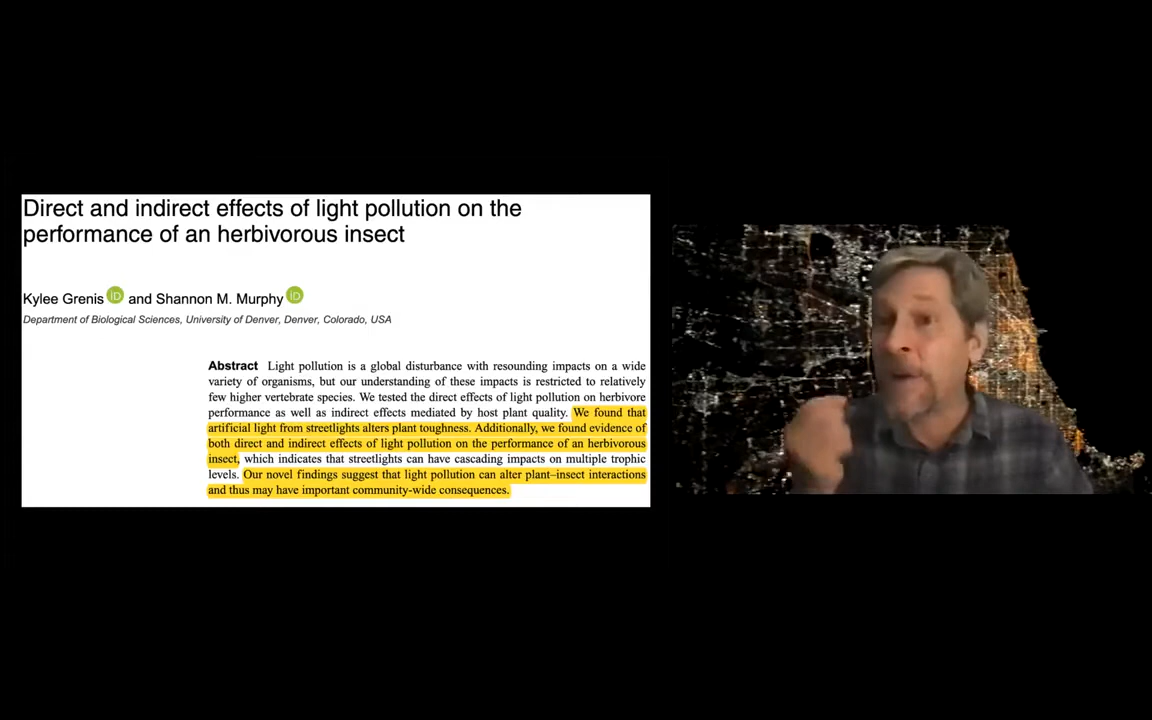 Direct and indirect effects of light pollution on the
performance of an herbivorous insect
Kylee Grenis iD and Shannon M. Murphy iD
Department of Biological Sciences, University of Denver, Denver, Colorado, USA
Abstract Light pollution is a global disturbance with resounding impacts on a wide
variety of organisms, but our understanding of these impacts is restricted to relatively
few higher vertebrate species. We tested the direct effects of light pollution on herbivore
performance as well as indirect effects mediated by host plant quality. We found that
artificial light from streetlights alters plant toughness. Additionally, we found evidence of
both direct and indirect effects of light pollution on the performance of an herbivorous
insect, which indicates that streetlights can have cascading impacts on multiple trophic
levels. Our novel findings suggest that light pollution can alter plant–insect interactions
and thus may have important community-wide consequences.